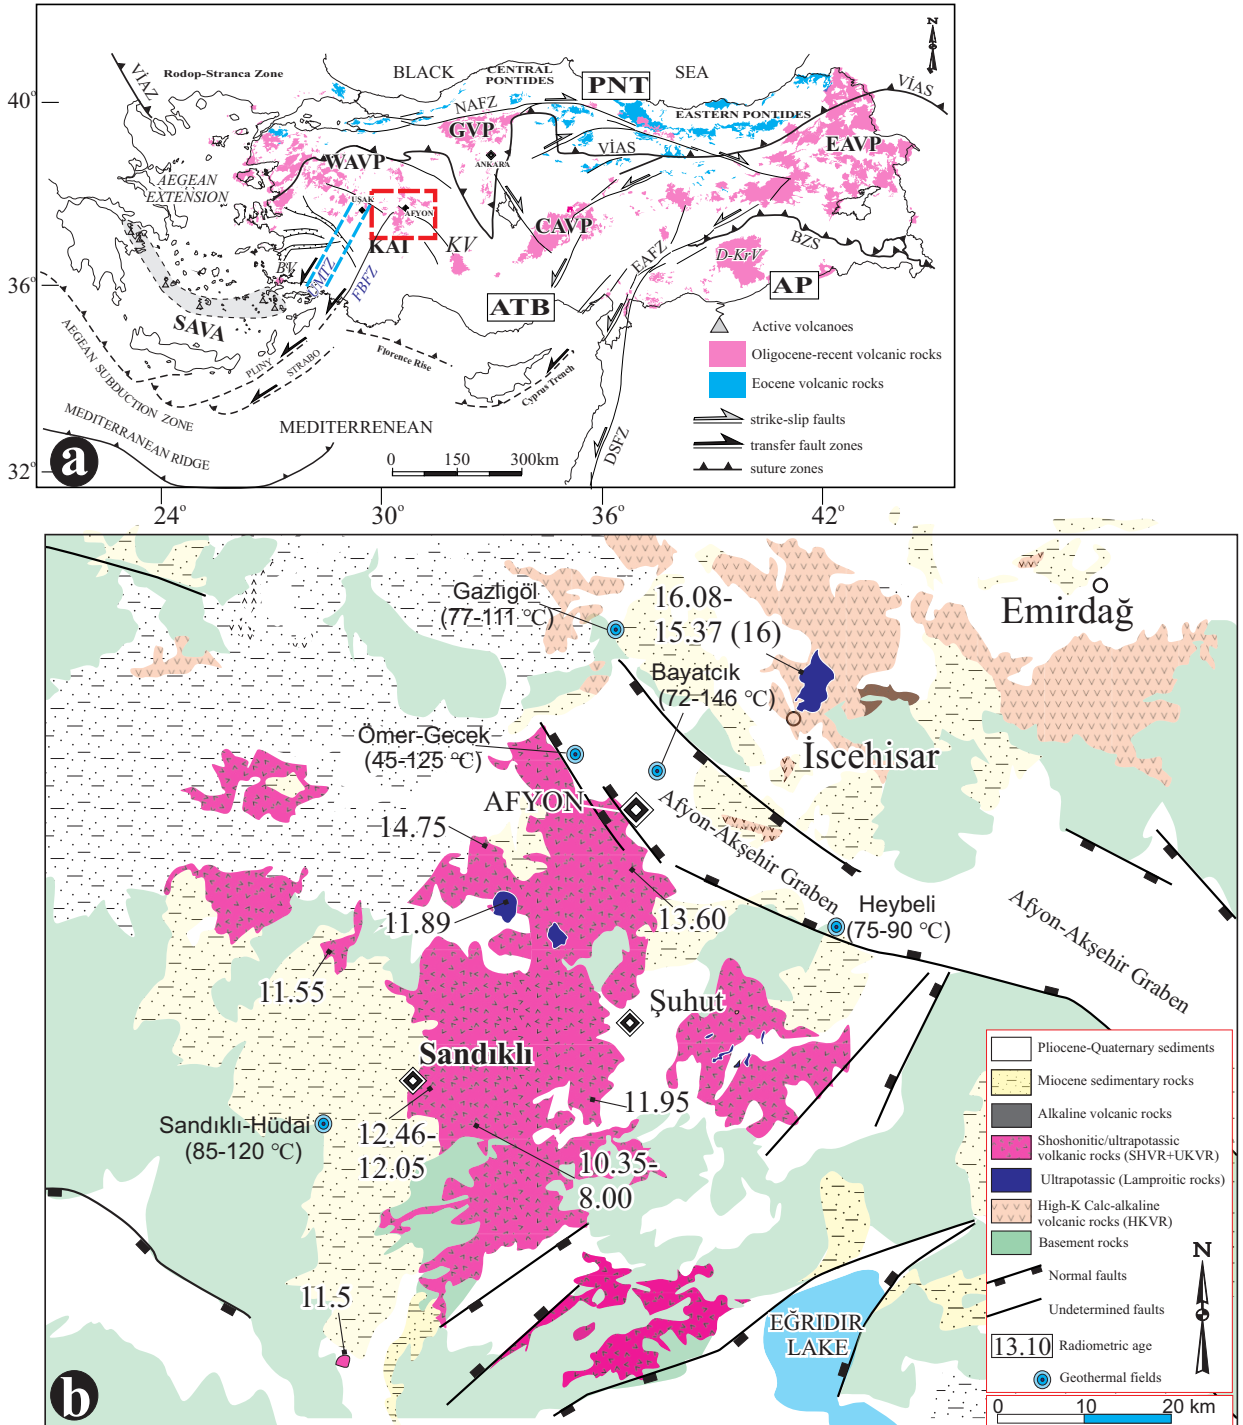 N
Rodop-Stranca Zone
BLACK
CENTRAL
PONTIDES
SEA
PNT
VİAZ
VİAS
40°
NAFZ
EASTERN PONTIDES
GVP
VİAS
EAVP
WAVP
ANKARA
AEGEAN
EXTENSION
UŞAK
AFYON
CAVP
KAI
KV
BZS
EAFZ
D-KrV
BV
FBFZ
36°
ATB
AP
SAVA
Active volcanoes
Oligocene-recent volcanic rocks
Eocene volcanic rocks
strike-slip faults
transfer fault zones
suture zones
AEGEAN SUBDUCTION ZONE
PLINY
STRABO
Florence Rise
Cyprus Trench
MEDITERRANEAN RIDGE
MEDITERRENEAN
DSFZ
0 150 300km
32°
a
24° 30° 36° 42°
Gazlıgöl
(77-111 °C)
16.08-
15.37 (16)
Emirdağ
Bayatcık
(72-146 °C)
Ömer-Gecek
(45-125 °C)
İscehisar
AFYON
Afyon-Akşehir Graben
14.75
11.89
13.60
Heybeli
(75-90 °C)
Afyon-Akşehir Graben
11.55
Şuhut
Sandıklı
11.95
Sandıklı-Hüdai
(85-120 °C)
12.46-
12.05
10.35-
8.00
11.5
EĞRIDIR
LAKE
Pliocene-Quaternary sediments
Miocene sedimentary rocks
Alkaline volcanic rocks
Shoshonitic/ultrapotassic
volkanic rocks (SHVR+UKVR)
Ultrapotassic (Lamproitic rocks)
High-K Calc-alkaline
volcanic rocks (HKVR)
Basement rocks
N
Normal faults
Undetermined faults
13.10 Radiometric age
Geothermal fields
0 10 20 km
b